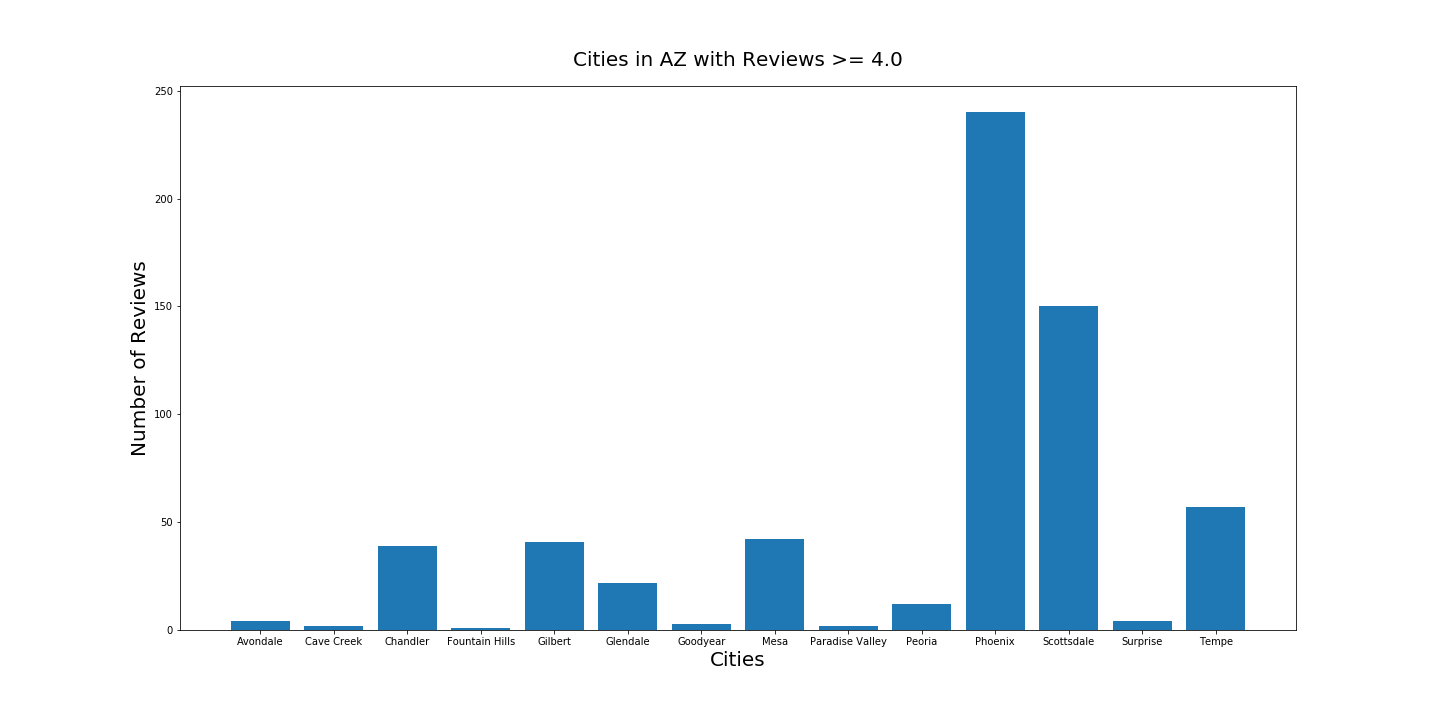 Cities in AZ with Reviews >= 4.0
250
200
150
100
50
0
Number of Reviews
Avondale Cave Creek Chandler Fountain Hills Gilbert Glendale Goodyear Mesa Paradise Valley Peoria Phoenix Scottsdale Surprise Tempe
Cities